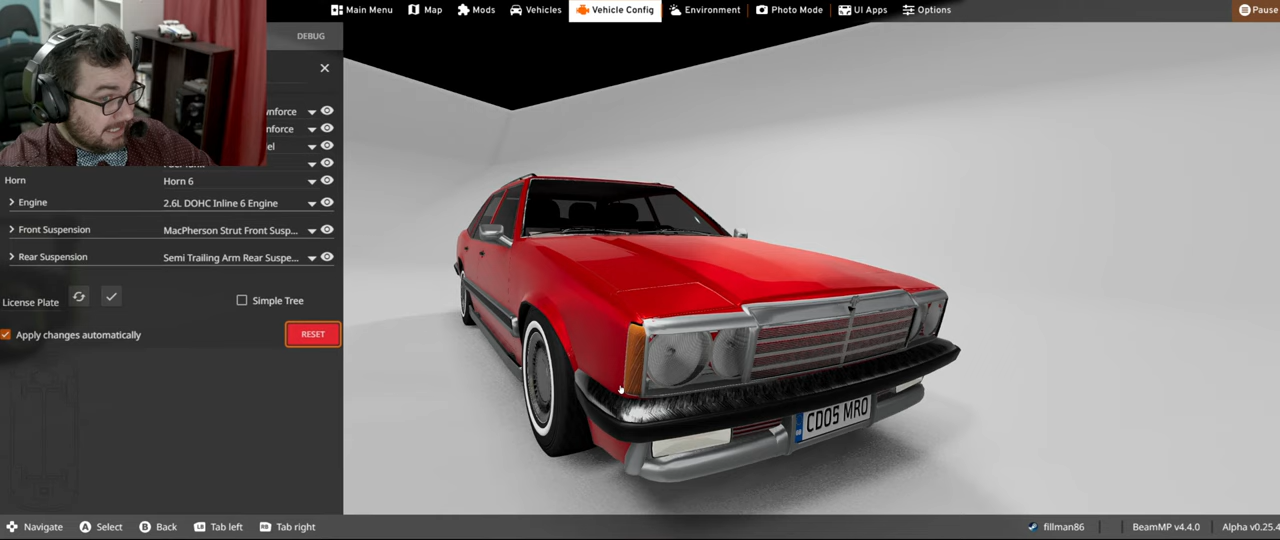 Main Menu Map Mods Vehicles Vehicle Config Environment Photo Mode UI Apps Options Pause
DEBUG
Horn Horn 6
Engine 2.6L DOHC Inline 6 Engine
Front Suspension MacPherson Strut Front Susp...
Rear Suspension Semi Trailing Arm Rear Suspe...
License Plate Simple Tree
Apply changes automatically RESET
CD05 MRO
Navigate A Select B Back LB Tab left RB Tab right fillman86 BeamMP v4.4.0 Alpha v0.25.4